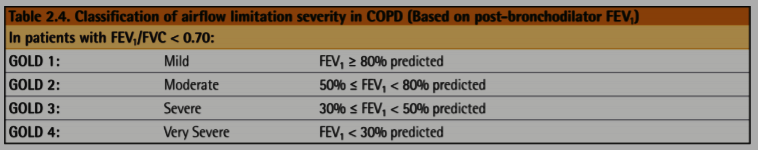 Table 2.4. Classification of airflow limitation severity in COPD (Based on post-bronchodilator FEV₁)
In patients with FEV₁/FVC < 0.70:
GOLD 1: Mild FEV₁ ≥ 80% predicted
GOLD 2: Moderate 50% ≤ FEV₁ < 80% predicted
GOLD 3: Severe 30% ≤ FEV₁ < 50% predicted
GOLD 4: Very Severe FEV₁ < 30% predicted